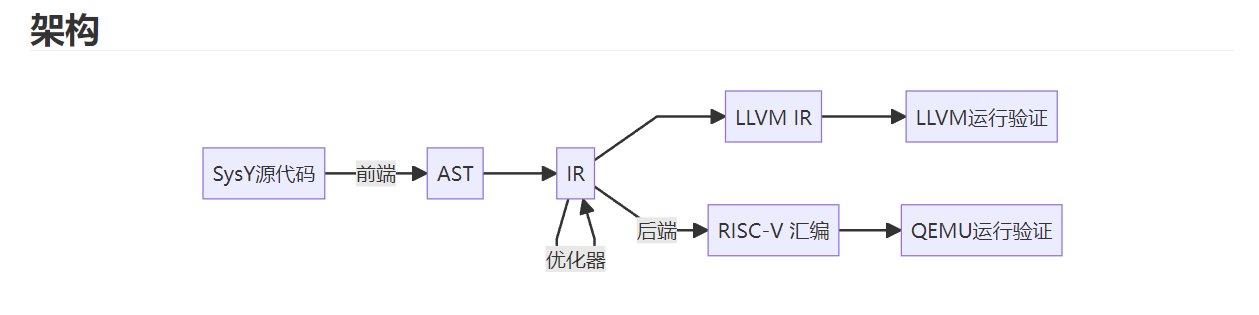 架构
LLVM IR
LLVM运行验证
SysY源代码
前端
AST
IR
后端
RISC-V 汇编
QEMU运行验证
优化器